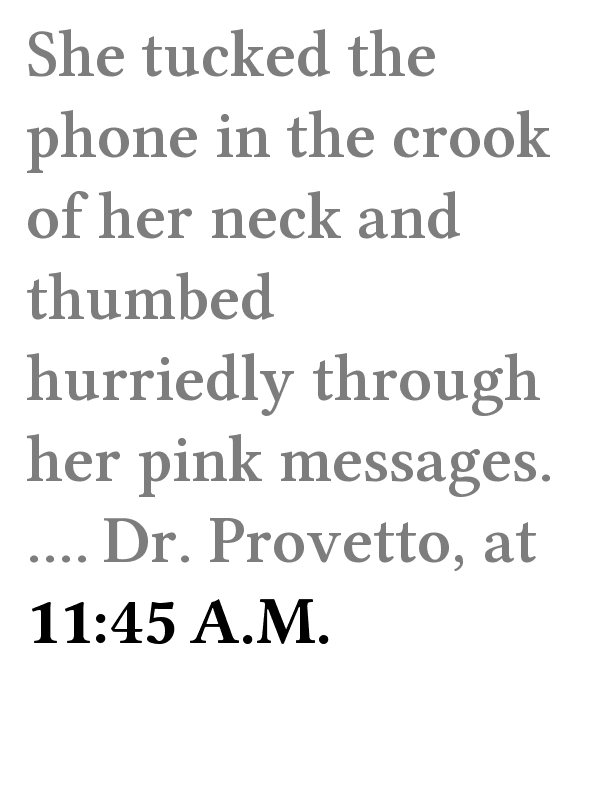 She tucked the
phone in the crook
of her neck and
thumbed
hurriedly through
her pink messages.
.... Dr. Provetto, at
11:45 A.M.